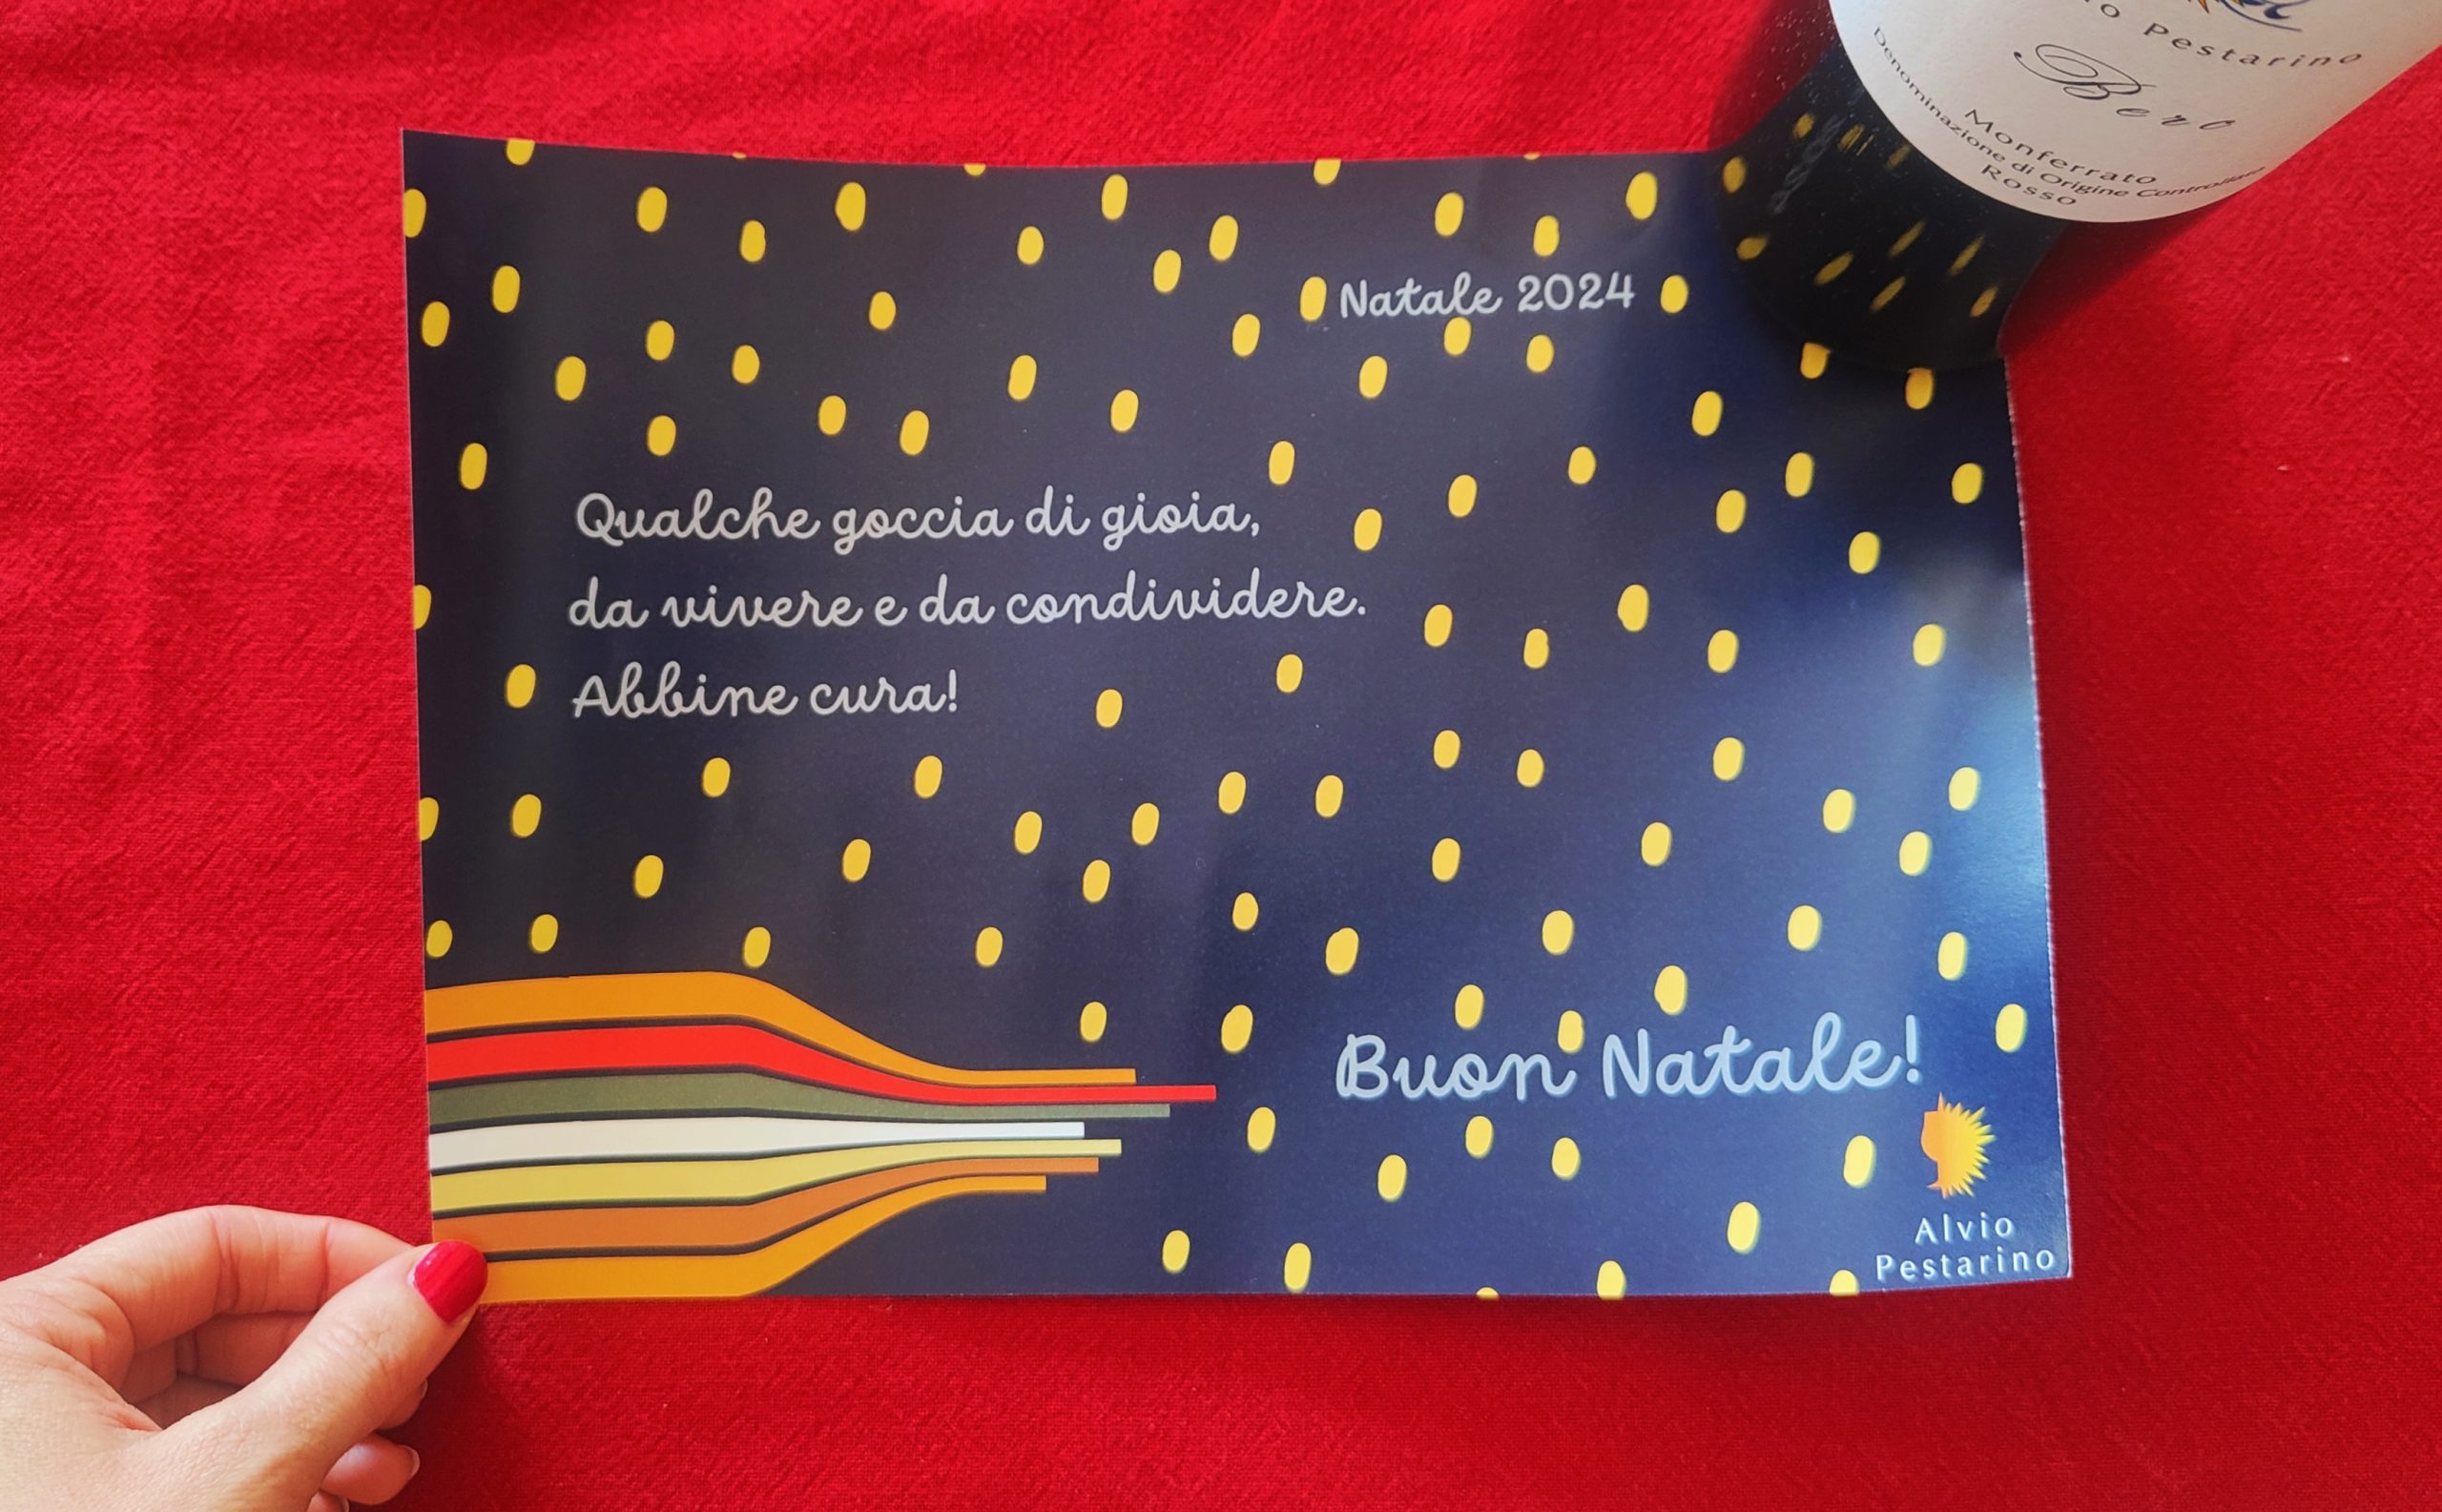 Natale 2024
Qualche goccia di gioia,
da vivere e da condividere.
Abbine cura!
Buon Natale!
Alvio
Pestarino
Pestarino
Bero
Monferrato
Denominazione di Origine Controllata
Rosso